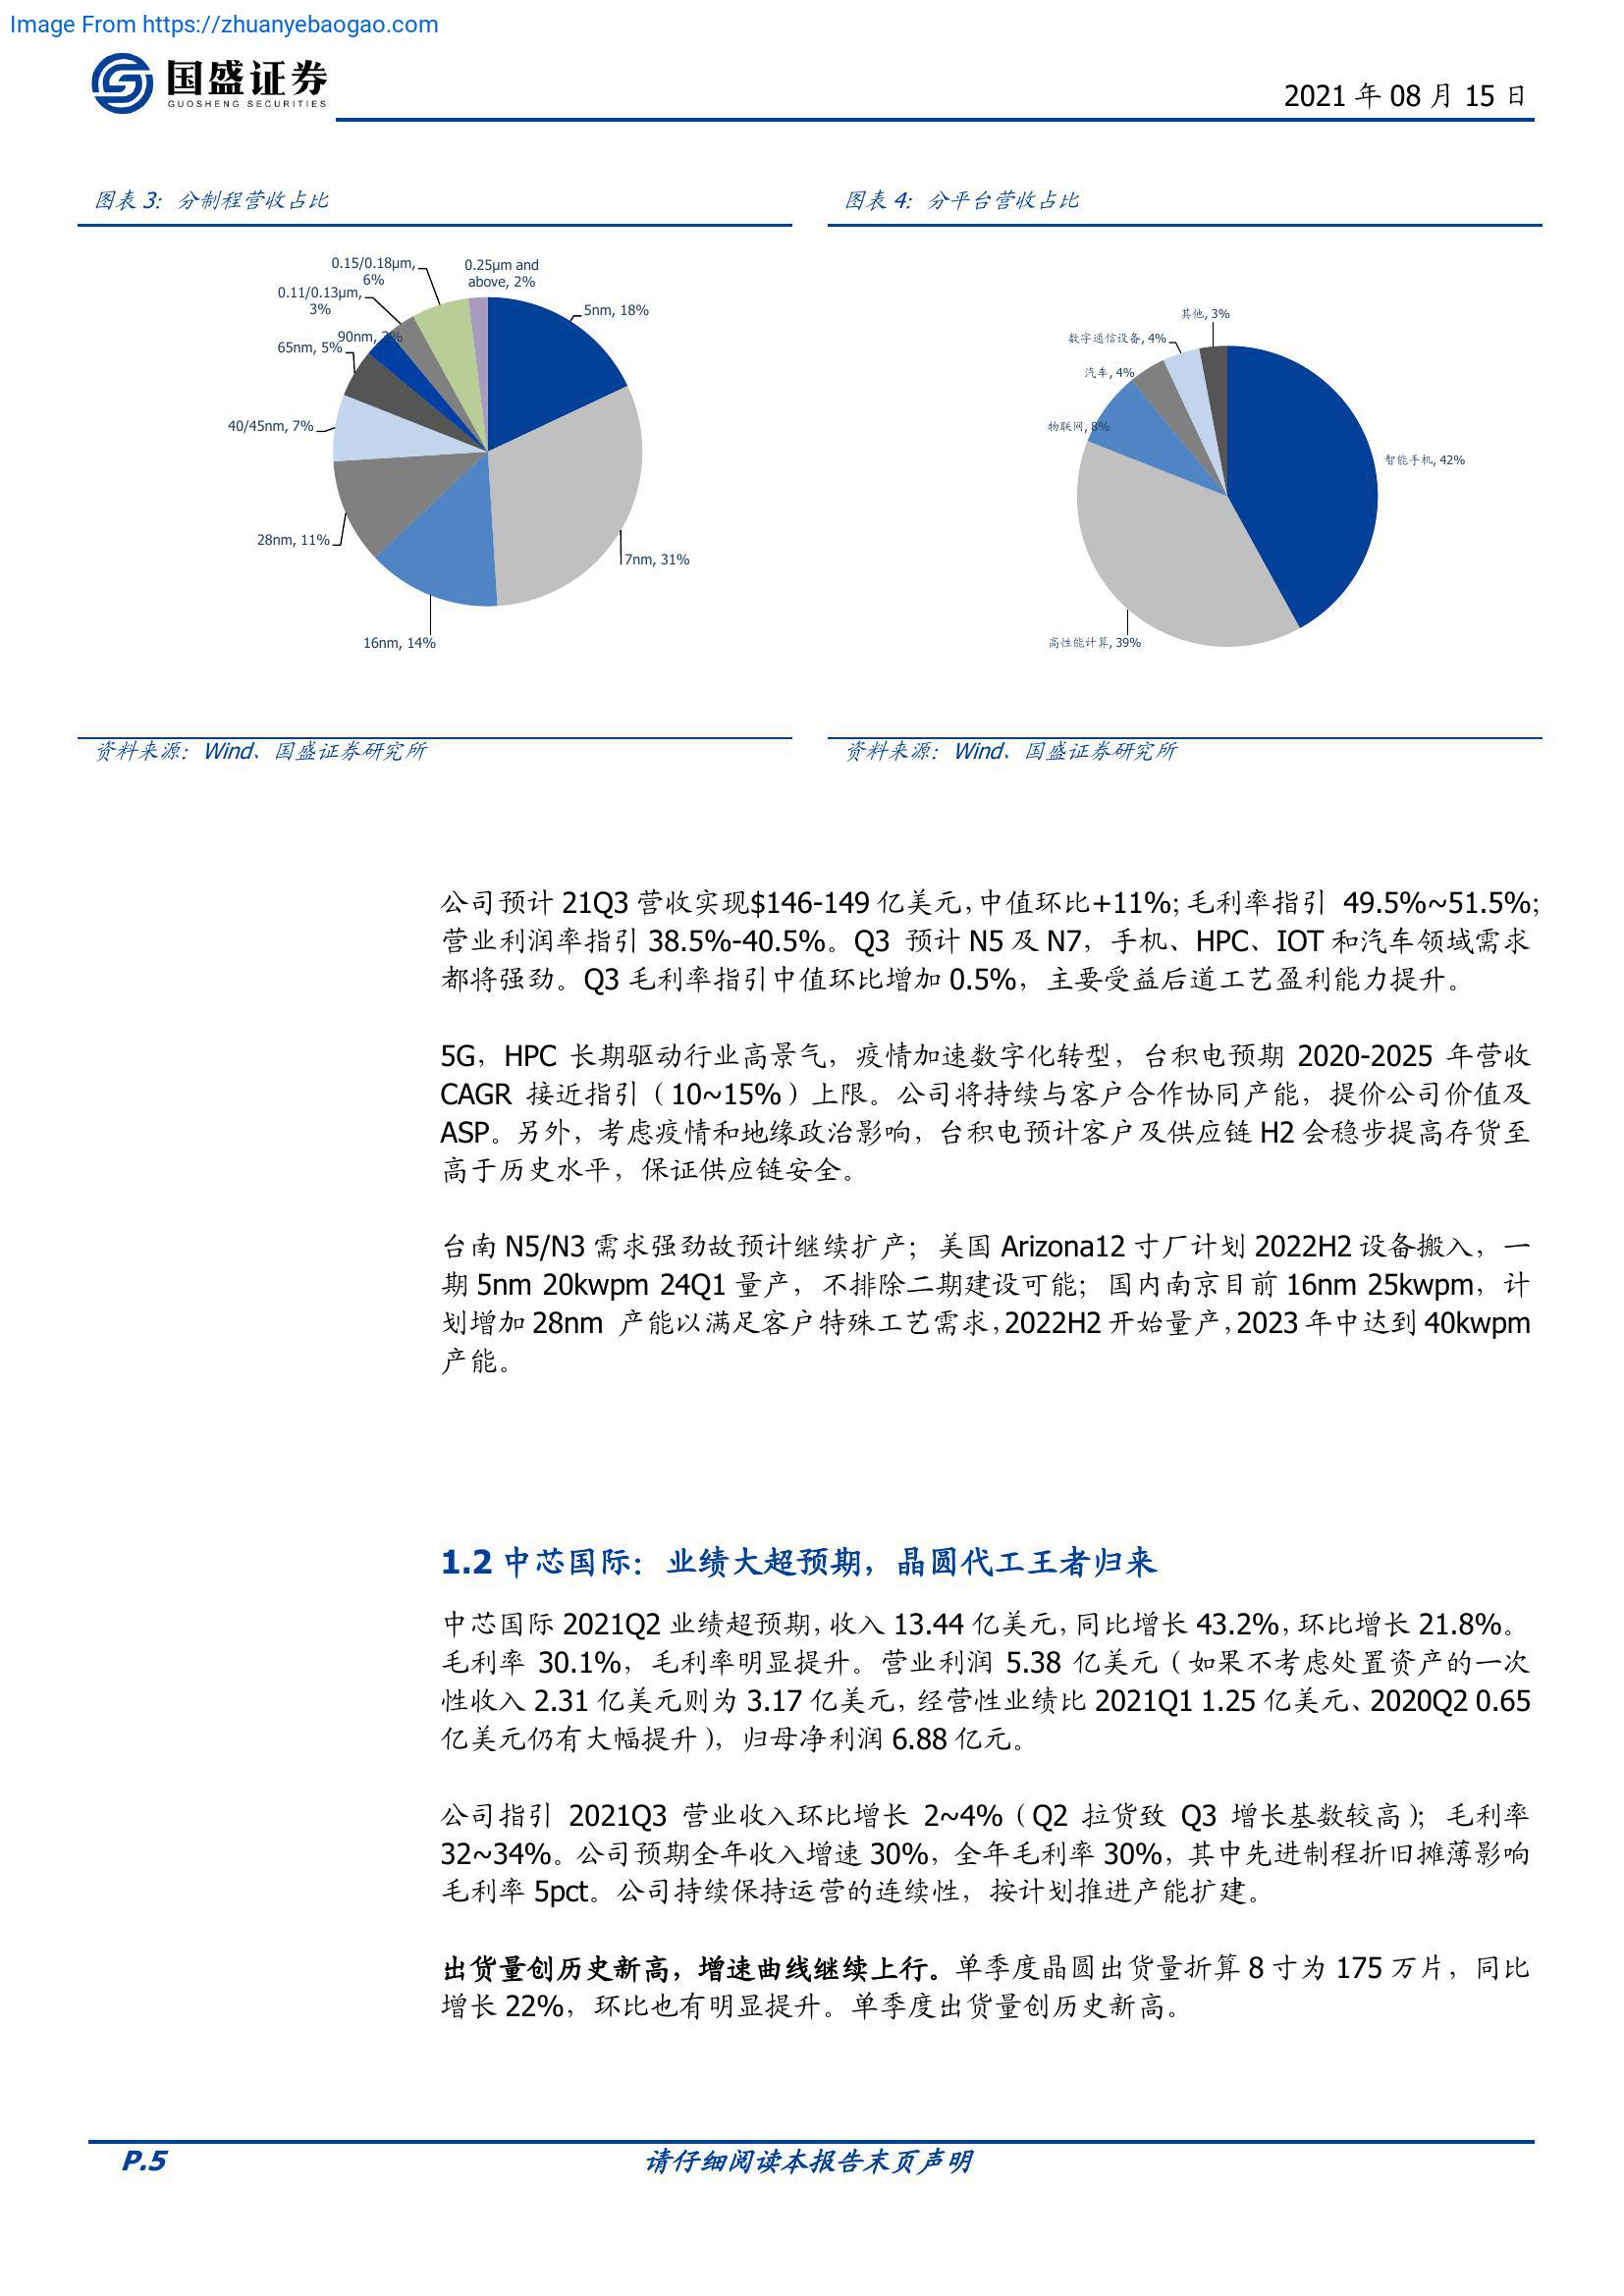 Image From https://zhuanyebaogao.com
国盛证券
GUOSHENG SECURITIES
2021 年 08 月 15 日
图表 3: 分制程营收占比
0.15/0.18μm,
6%
0.25μm and
above, 2%
0.11/0.13μm,
3%
5nm, 18%
90nm, 3%
65nm, 5%
40/45nm, 7%
28nm, 11%
7nm, 31%
16nm, 14%
资料来源：Wind、国盛证券研究所
图表 4: 分平台营收占比
其他, 3%
数字通信设备, 4%
汽车, 4%
物联网, 8%
智能手机, 42%
高性能计算, 39%
资料来源：Wind、国盛证券研究所
公司预计 21Q3 营收实现$146-149 亿美元，中值环比+11%; 毛利率指引 49.5%~51.5%;
营业利润率指引 38.5%-40.5%。Q3 预计 N5 及 N7，手机、HPC、IOT 和汽车领域需求
都将强劲。Q3 毛利率指引中值环比增加 0.5%，主要受益后道工艺盈利能力提升。
5G，HPC 长期驱动行业高景气，疫情加速数字化转型，台积电预期 2020-2025 年营收
CAGR 接近指引（10~15%）上限。公司将持续与客户合作协同产能，提价公司价值及
ASP。另外，考虑疫情和地缘政治影响，台积电预计客户及供应链 H2 会稳步提高存货至
高于历史水平，保证供应链安全。
台南 N5/N3 需求强劲故预计继续扩产；美国 Arizona12 寸厂计划 2022H2 设备搬入，一
期 5nm 20kwpm 24Q1 量产，不排除二期建设可能；国内南京目前 16nm 25kwpm，计
划增加 28nm 产能以满足客户特殊工艺需求，2022H2 开始量产，2023 年中达到 40kwpm
产能。
1.2 中芯国际：业绩大超预期，晶圆代工王者归来
中芯国际 2021Q2 业绩超预期，收入 13.44 亿美元，同比增长 43.2%，环比增长 21.8%。
毛利率 30.1%，毛利率明显提升。营业利润 5.38 亿美元（如果不考虑处置资产的一次
性收入 2.31 亿美元则为 3.17 亿美元，经营性业绩比 2021Q1 1.25 亿美元、2020Q2 0.65
亿美元仍有大幅提升），归母净利润 6.88 亿元。
公司指引 2021Q3 营业收入环比增长 2~4%（Q2 拉货致 Q3 增长基数较高）；毛利率
32~34%。公司预期全年收入增速 30%，全年毛利率 30%，其中先进制程折旧摊薄影响
毛利率 5pct。公司持续保持运营的连续性，按计划推进产能扩建。
出货量创历史新高，增速曲线继续上行。单季度晶圆出货量折算 8 寸为 175 万片，同比
增长 22%，环比也有明显提升。单季度出货量创历史新高。
P.5
请仔细阅读本报告末页声明